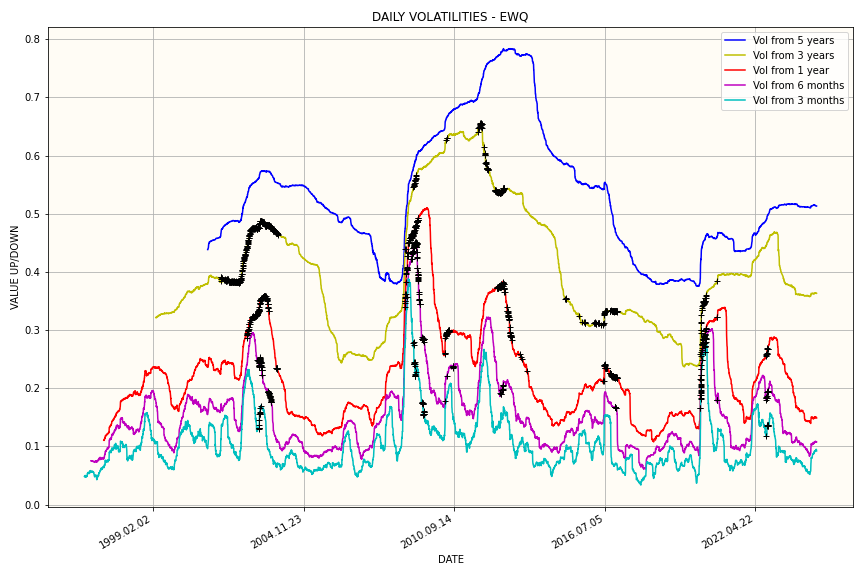 DAILY VOLATILITIES - EWQ
Vol from 5 years
Vol from 3 years
Vol from 1 year
Vol from 6 months
Vol from 3 months
VALUE UP/DOWN
0.8
0.7
0.6
0.5
0.4
0.3
0.2
0.1
0.0
1999.02.02
2004.11.23
2010.09.14
2016.07.05
2022.04.22
DATE